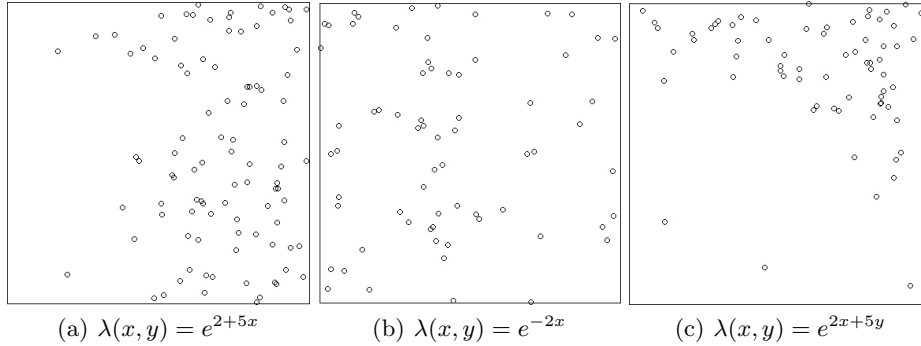 (a) λ(x, y) = e^{2+5x}
(b) λ(x, y) = e^{-2x}
(c) λ(x, y) = e^{2x+5y}